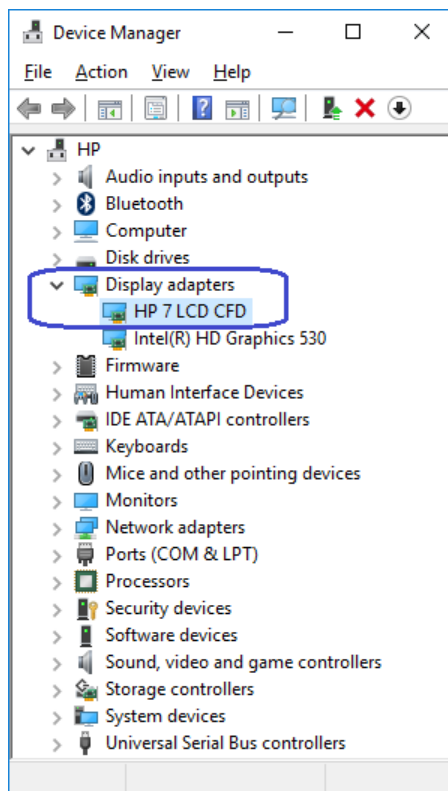 Device Manager
File Action View Help
HP
Audio inputs and outputs
Bluetooth
Computer
Disk drives
Display adapters
HP 7 LCD CFD
Intel(R) HD Graphics 530
Firmware
Human Interface Devices
IDE ATA/ATAPI controllers
Keyboards
Mice and other pointing devices
Monitors
Network adapters
Ports (COM & LPT)
Processors
Security devices
Software devices
Sound, video and game controllers
Storage controllers
System devices
Universal Serial Bus controllers